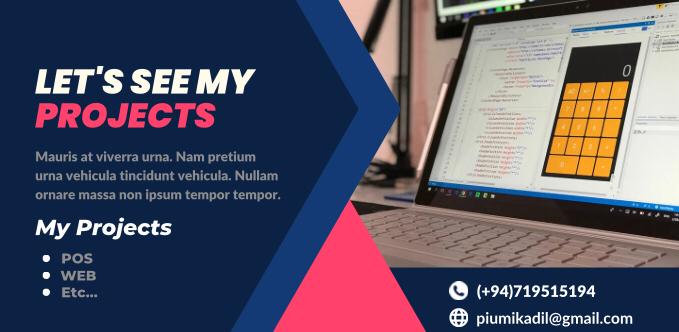 LET'S SEE MY
PROJECTS
Mauris at viverra urna. Nam pretium
urna vehicula tincidunt vehicula. Nullam
ornare massa non ipsum tempor tempor.
My Projects
POS
WEB
Etc...
0
(+94)719515194
piumikadil@gmail.com